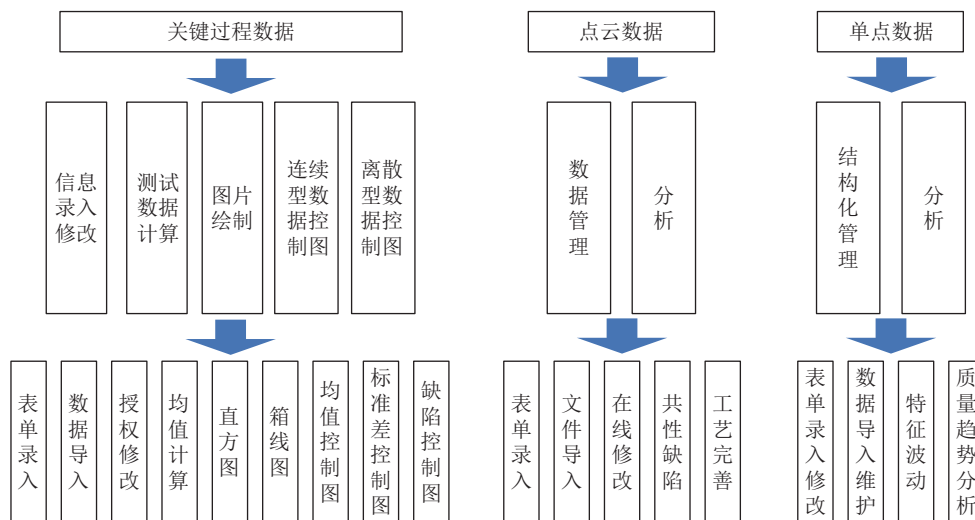 关键过程数据
点云数据
单点数据
信息
录入
修改
测试
数据
计算
图片
绘制
连续
型数
据控
制图
离散
型数
据控
制图
数据管理
分析
结构化管理
分析
表单录入
数据导入
授权修改
均值计算
直方图
箱线图
均值控制图
标准差控制图
缺陷控制图
表单录入
文件导入
在线修改
共性缺陷
工艺完善
表单录入修改
数据导入维护
特征波动
质量趋势分析